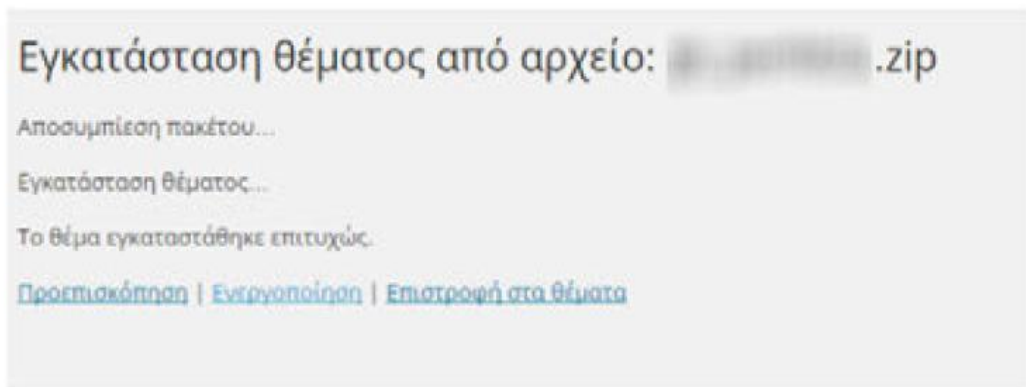 Εγκατάσταση θέματος από αρχείο: .zip
Αποσυμπίεση πακέτου...
Εγκατάσταση θέματος...
Το θέμα εγκαταστάθηκε επιτυχώς.
Προεπισκόπηση | Ενεργοποίηση | Επιστροφή στα θέματα